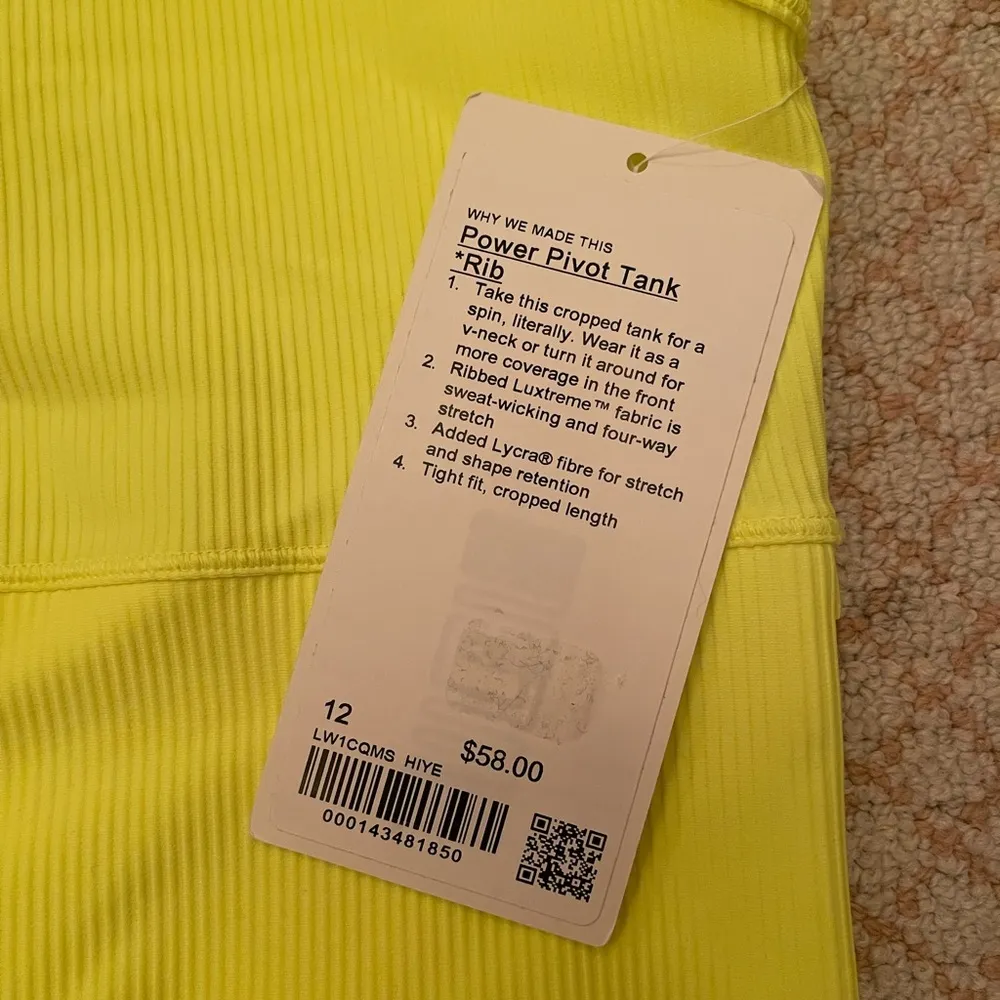 WHY WE MADE THIS
Power Pivot Tank
*Rib
1. Take this cropped tank for a
spin, literally. Wear it as a
v-neck or turn it around for
more coverage in the front
2. Ribbed Luxtreme™ fabric is
sweat-wicking and four-way
stretch
3. Added Lycra® fibre for stretch
and shape retention
4. Tight fit, cropped length
12
LW1CQMS HIYE
$58.00
000143481850